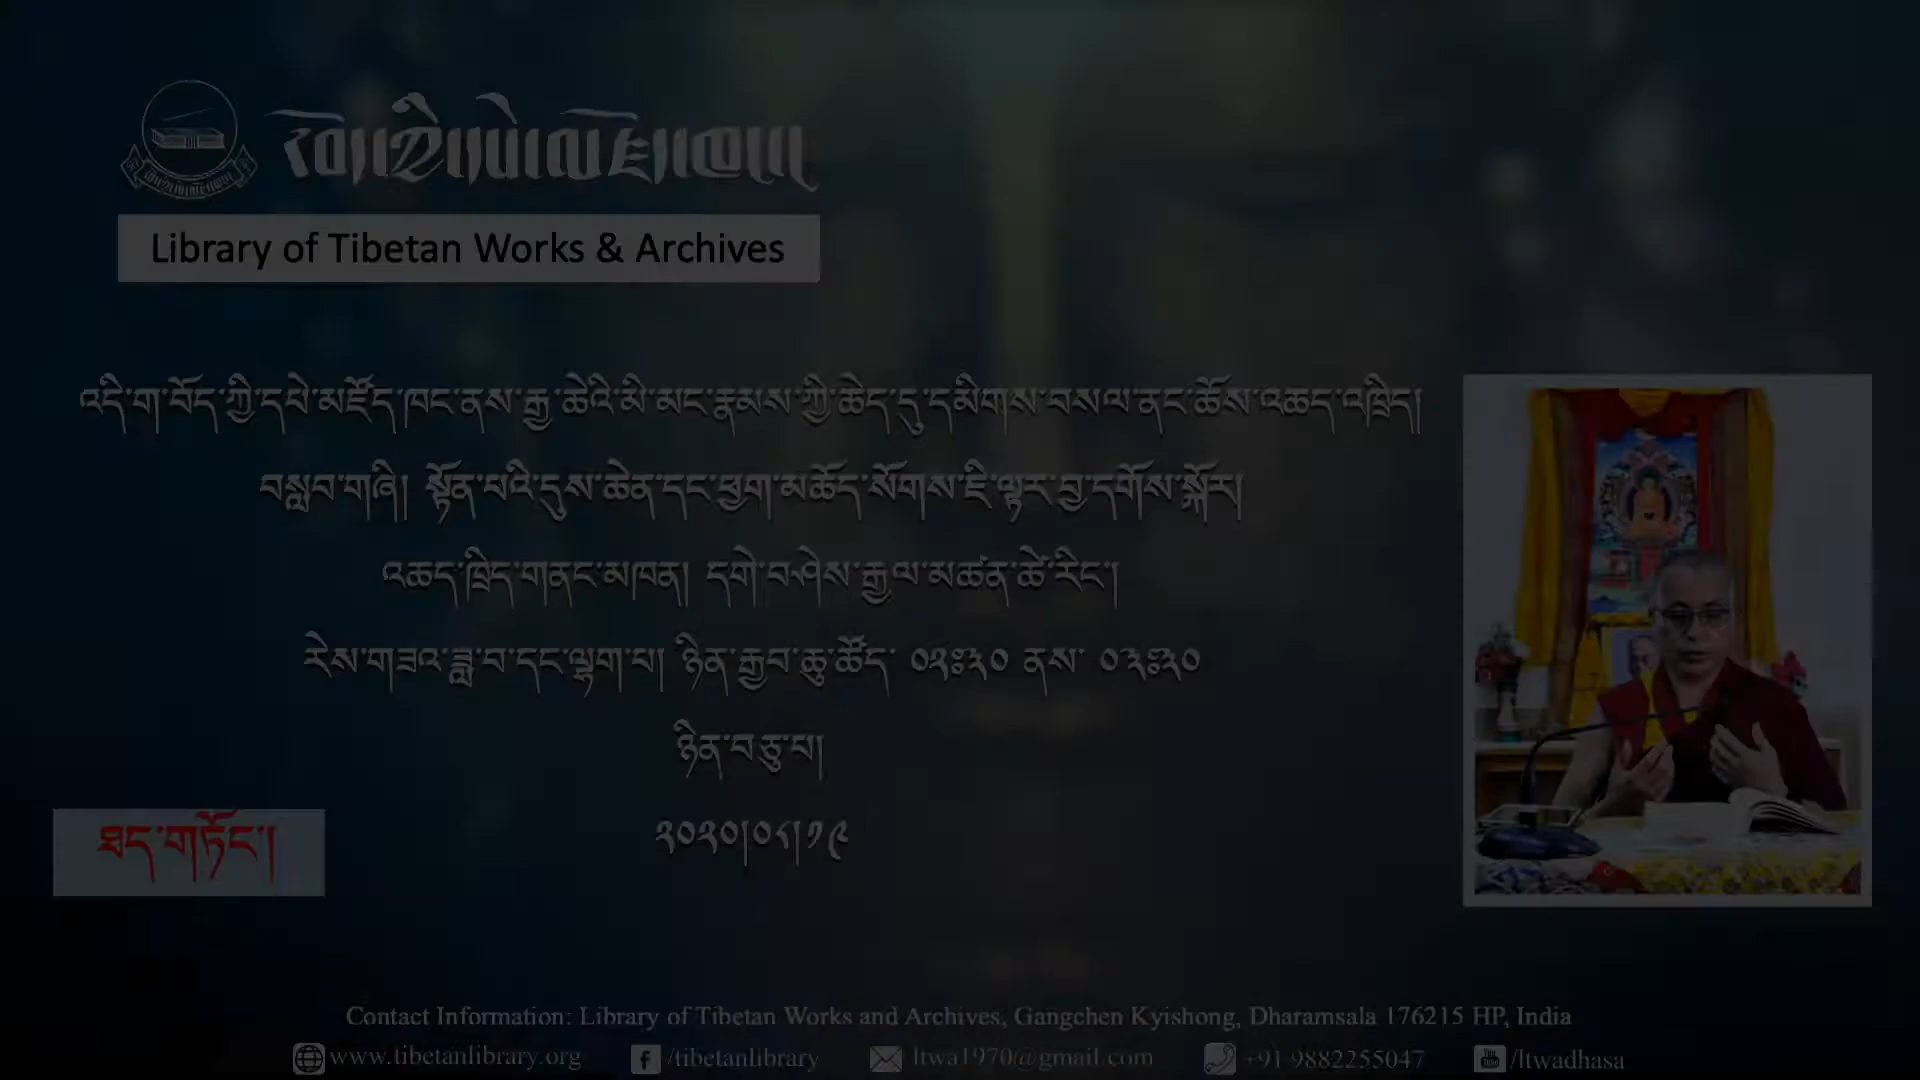 Library of Tibetan Works & Archives
འདི་ག་བོད་ཀྱི་དཔེ་མཛོད་ཁང་ནས་རྒྱ་ཆེའི་མི་མང་རྣམས་ཀྱི་ཆེད་དུ་དམིགས་བསལ་ནང་ཆོས་འཆད་འཁྲིད།
བསླབ་གཞི། སྟོན་པའི་དུས་ཆེན་དང་ཕྱག་མཆོད་སོགས་ཇི་ལྟར་བྱ་དགོས་སྐོར།
འཆད་ཁྲིད་གནང་མཁན། དགེ་བཤེས་རྒྱལ་མཚན་ཚེ་རིང་།
རེས་གཟའ་ཟླ་བ་དང་ལྷག་པ། ཉིན་རྒྱབ་ཆུ་ཚོད་ ༠༢ཿ༣༠ ནས་ ༠༣ཿ༣༠
ཉིན་བཅུ་པ།
༢༠༢༠།༠༨།༡༩
ཐད་གཏོང་།
Contact Information: Library of Tibetan Works and Archives, Gangchen Kyishong, Dharamsala 176215 HP, India
www.tibetanlibrary.org /tibetanlibrary ltwa1970@gmail.com +91 9882255047 /ltwadhasa